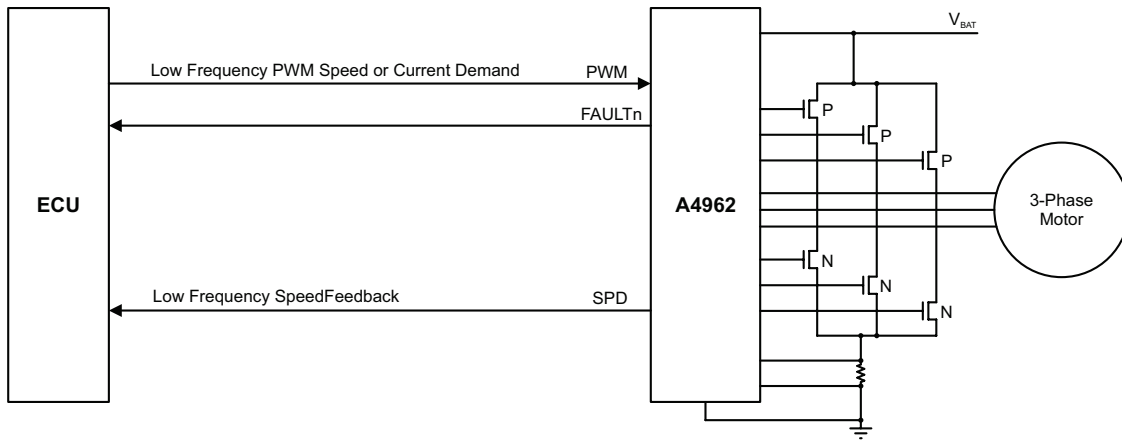 V_BAT
Low Frequency PWM Speed or Current Demand
PWM
FAULTn
P
P
P
ECU
A4962
3-Phase
Motor
N
N
N
Low Frequency SpeedFeedback
SPD